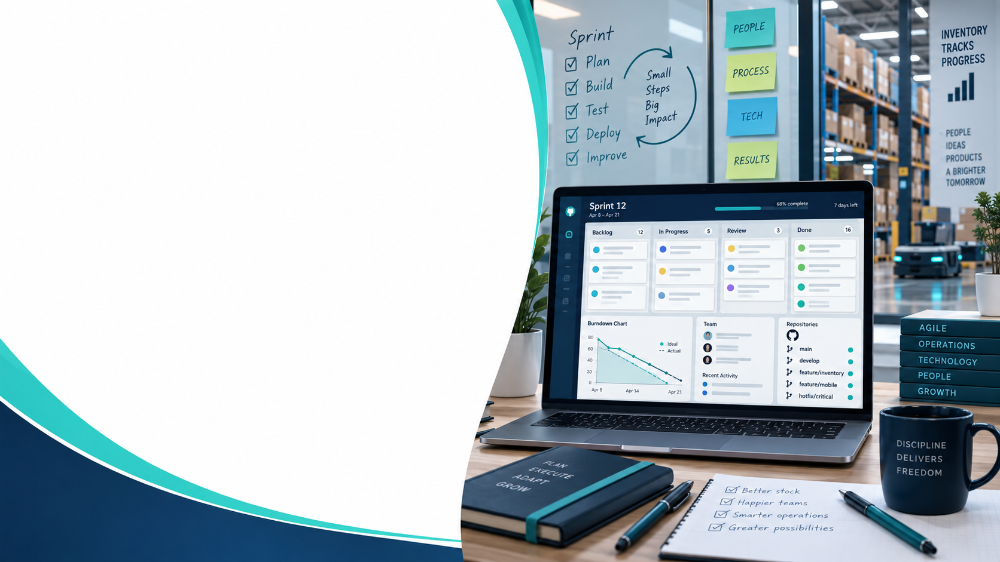 Sprint
Plan
Build
Test
Deploy
Improve
Small
Steps
Big
Impact
PEOPLE
PROCESS
TECH
RESULTS
INVENTORY
TRACKS
PROGRESS
PEOPLE
IDEAS
PRODUCTS
A BRIGHTER
TOMORROW
Sprint 12
Apr 8 – Apr 21
68% complete
7 days left
Backlog 12
In Progress 5
Review 3
Done 16
Burndown Chart
80
60
40
20
0
Apr 8
Apr 14
Apr 21
Ideal
Actual
Team
Recent Activity
Repositories
main
develop
feature/inventory
feature/mobile
hotfix/critical
AGILE
OPERATIONS
TECHNOLOGY
PEOPLE
GROWTH
DISCIPLINE
DELIVERS
FREEDOM
PLAN
EXECUTE
ADAPT
GROW
Better stock
Happier teams
Smarter operations
Greater possibilities